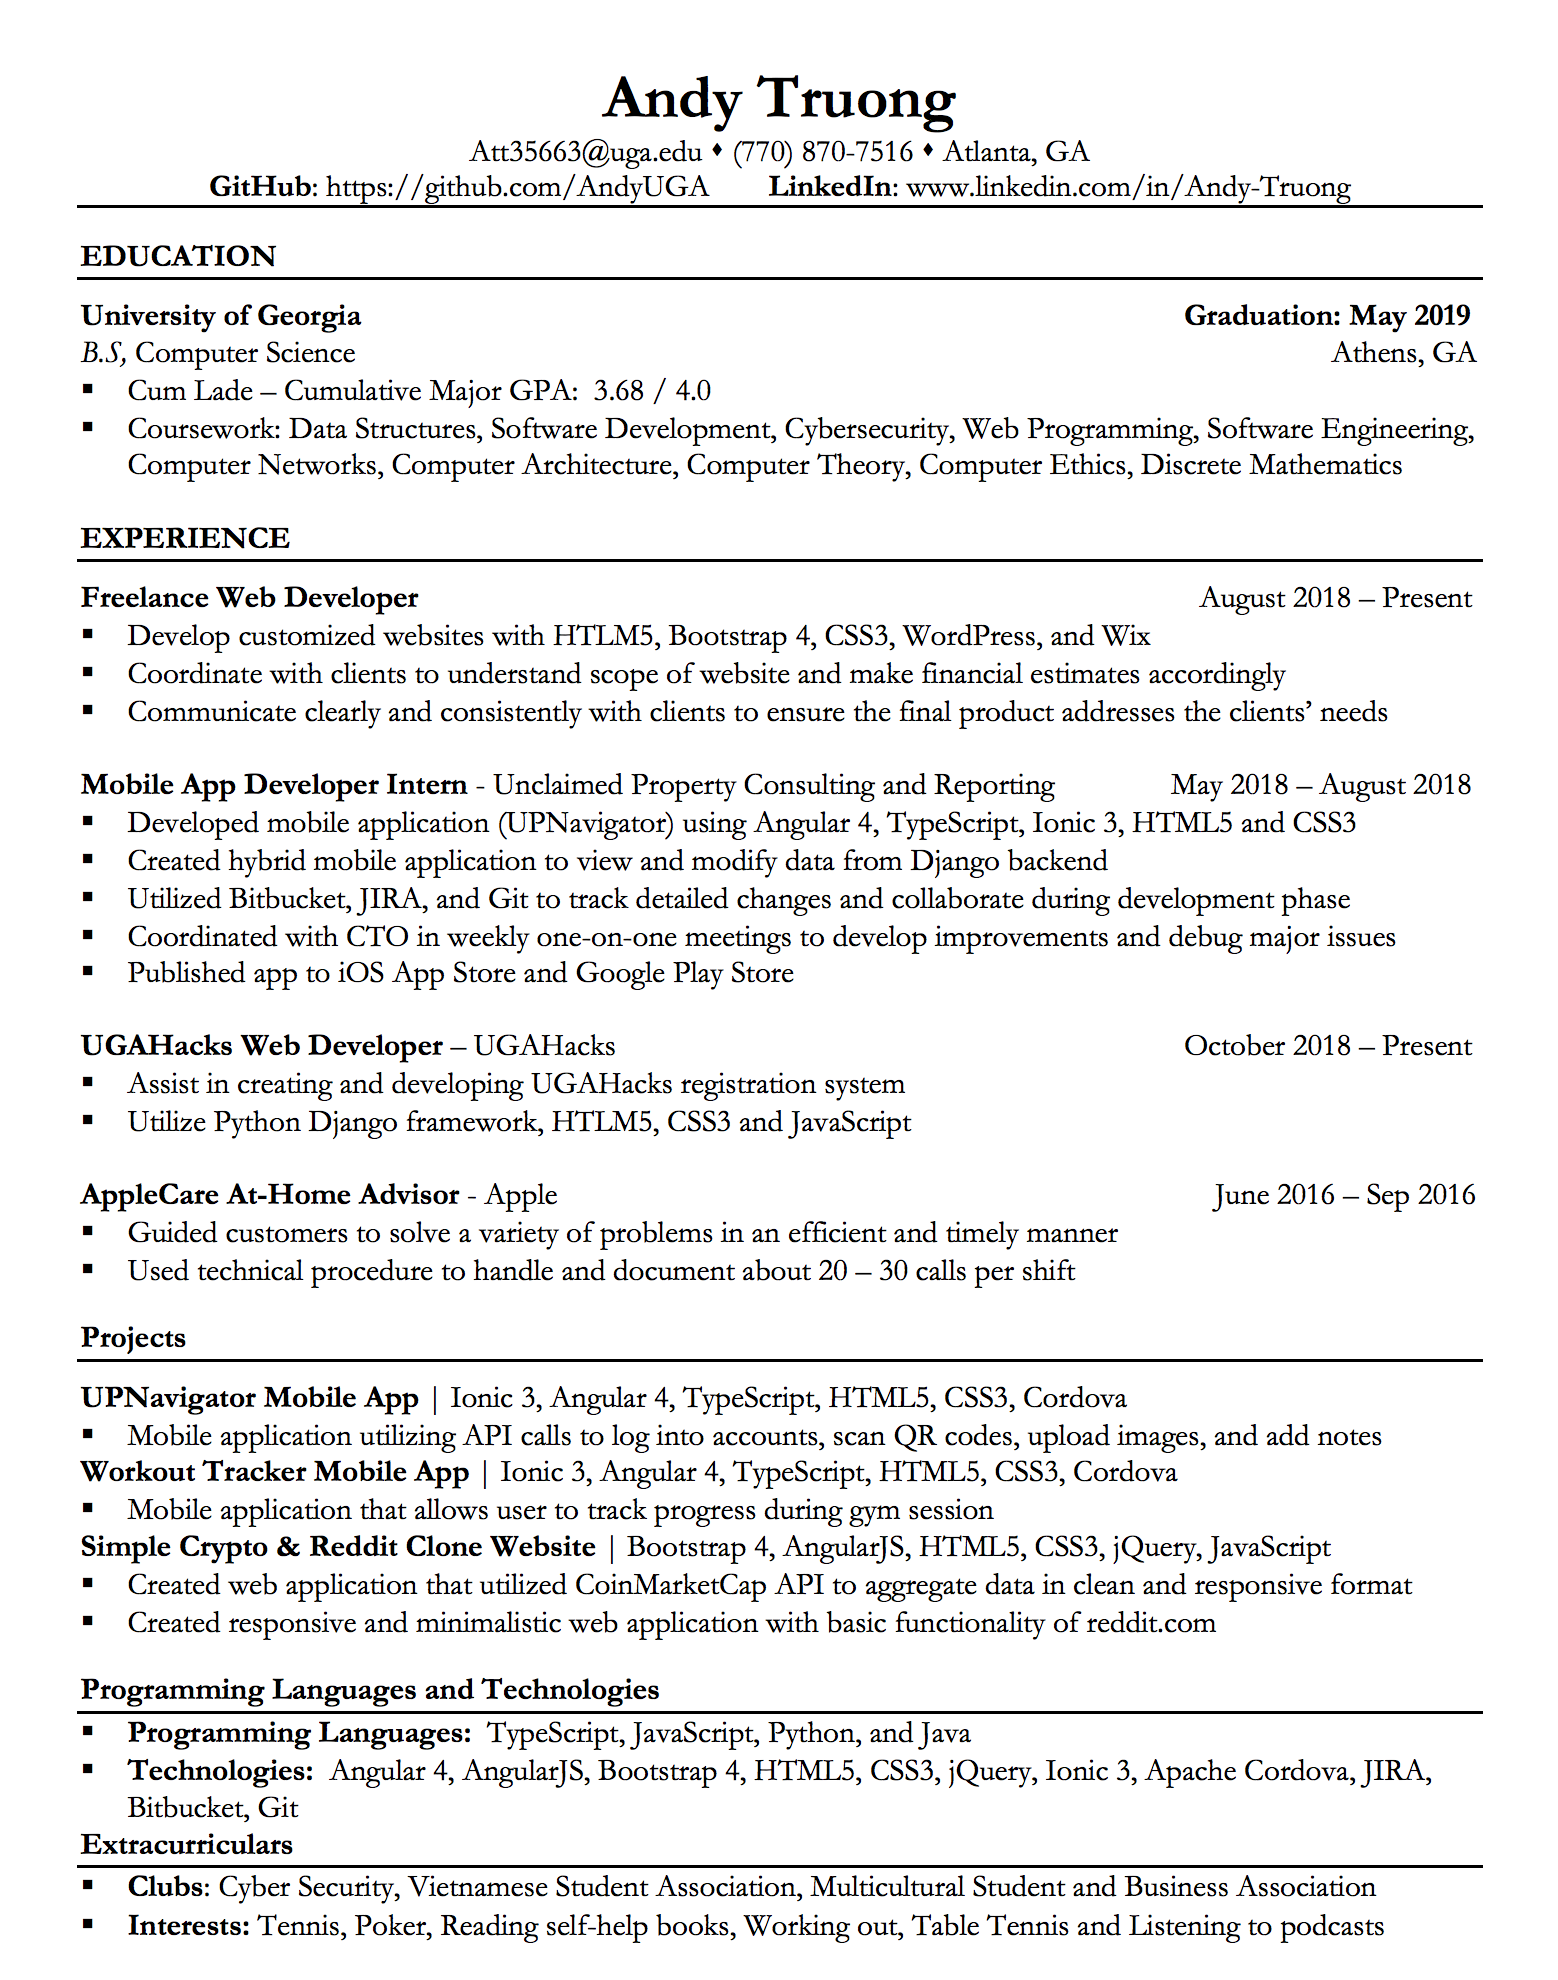 Andy Truong
Att35663@uga.edu ♦ (770) 870-7516 ♦ Atlanta, GA
GitHub: https://github.com/AndyUGA LinkedIn: www.linkedin.com/in/Andy-Truong
EDUCATION
University of Georgia Graduation: May 2019
B.S, Computer Science Athens, GA
▪ Cum Lade – Cumulative Major GPA: 3.68 / 4.0
▪ Coursework: Data Structures, Software Development, Cybersecurity, Web Programming, Software Engineering,
Computer Networks, Computer Architecture, Computer Theory, Computer Ethics, Discrete Mathematics
EXPERIENCE
Freelance Web Developer August 2018 – Present
▪ Develop customized websites with HTLM5, Bootstrap 4, CSS3, WordPress, and Wix
▪ Coordinate with clients to understand scope of website and make financial estimates accordingly
▪ Communicate clearly and consistently with clients to ensure the final product addresses the clients’ needs
Mobile App Developer Intern - Unclaimed Property Consulting and Reporting May 2018 – August 2018
▪ Developed mobile application (UPNavigator) using Angular 4, TypeScript, Ionic 3, HTML5 and CSS3
▪ Created hybrid mobile application to view and modify data from Django backend
▪ Utilized Bitbucket, JIRA, and Git to track detailed changes and collaborate during development phase
▪ Coordinated with CTO in weekly one-on-one meetings to develop improvements and debug major issues
▪ Published app to iOS App Store and Google Play Store
UGAHacks Web Developer – UGAHacks October 2018 – Present
▪ Assist in creating and developing UGAHacks registration system
▪ Utilize Python Django framework, HTLM5, CSS3 and JavaScript
AppleCare At-Home Advisor - Apple June 2016 – Sep 2016
▪ Guided customers to solve a variety of problems in an efficient and timely manner
▪ Used technical procedure to handle and document about 20 – 30 calls per shift
Projects
UPNavigator Mobile App | Ionic 3, Angular 4, TypeScript, HTML5, CSS3, Cordova
▪ Mobile application utilizing API calls to log into accounts, scan QR codes, upload images, and add notes
Workout Tracker Mobile App | Ionic 3, Angular 4, TypeScript, HTML5, CSS3, Cordova
▪ Mobile application that allows user to track progress during gym session
Simple Crypto & Reddit Clone Website | Bootstrap 4, AngularJS, HTML5, CSS3, jQuery, JavaScript
▪ Created web application that utilized CoinMarketCap API to aggregate data in clean and responsive format
▪ Created responsive and minimalistic web application with basic functionality of reddit.com
Programming Languages and Technologies
▪ Programming Languages: TypeScript, JavaScript, Python, and Java
▪ Technologies: Angular 4, AngularJS, Bootstrap 4, HTML5, CSS3, jQuery, Ionic 3, Apache Cordova, JIRA,
Bitbucket, Git
Extracurriculars
▪ Clubs: Cyber Security, Vietnamese Student Association, Multicultural Student and Business Association
▪ Interests: Tennis, Poker, Reading self-help books, Working out, Table Tennis and Listening to podcasts